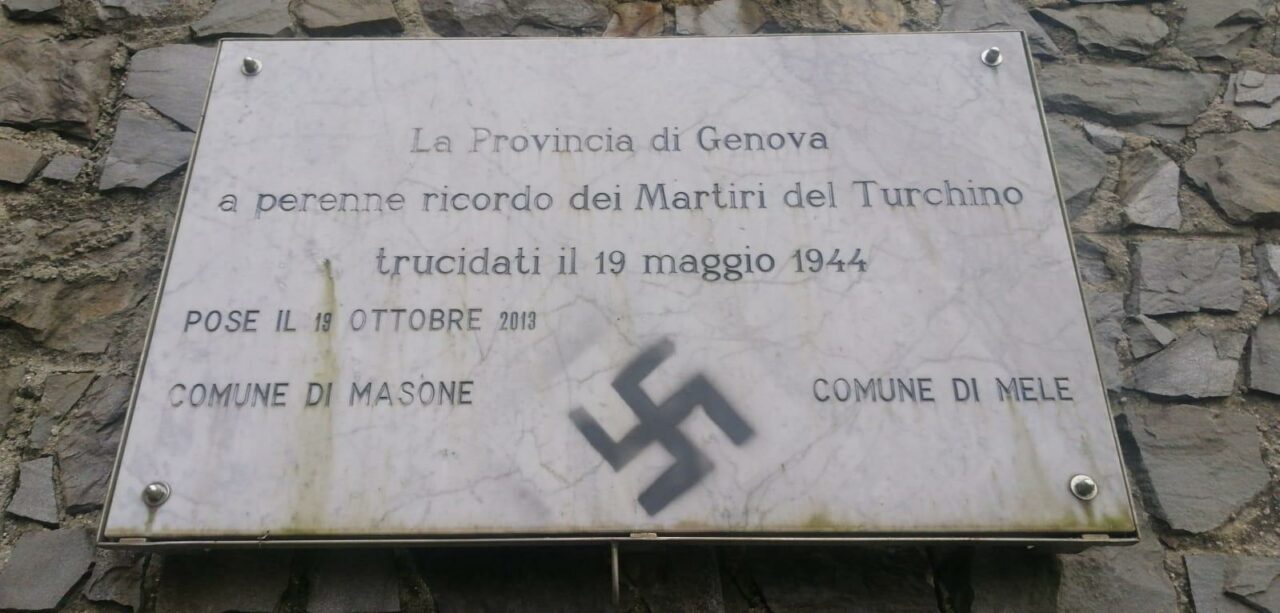 La Provincia di Genova
a perenne ricordo dei Martiri del Turchino
trucidati il 19 maggio 1944
POSE IL 19 OTTOBRE 2013
COMUNE DI MASONE COMUNE DI MELE